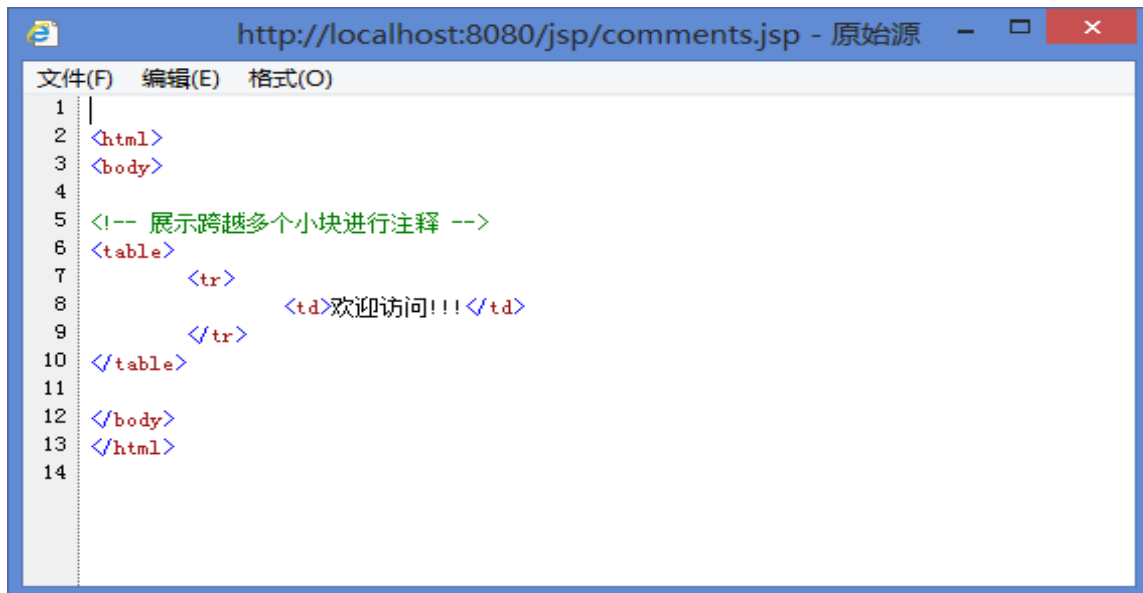 http://localhost:8080/jsp/comments.jsp - 原始源
文件(F) 编辑(E) 格式(O)
1
2 <html>
3 <body>
4
5 <!-- 展示跨越多个小块进行注释 -->
6 <table>
7 <tr>
8 <td>欢迎访问!!!</td>
9 </tr>
10 </table>
11
12 </body>
13 </html>
14